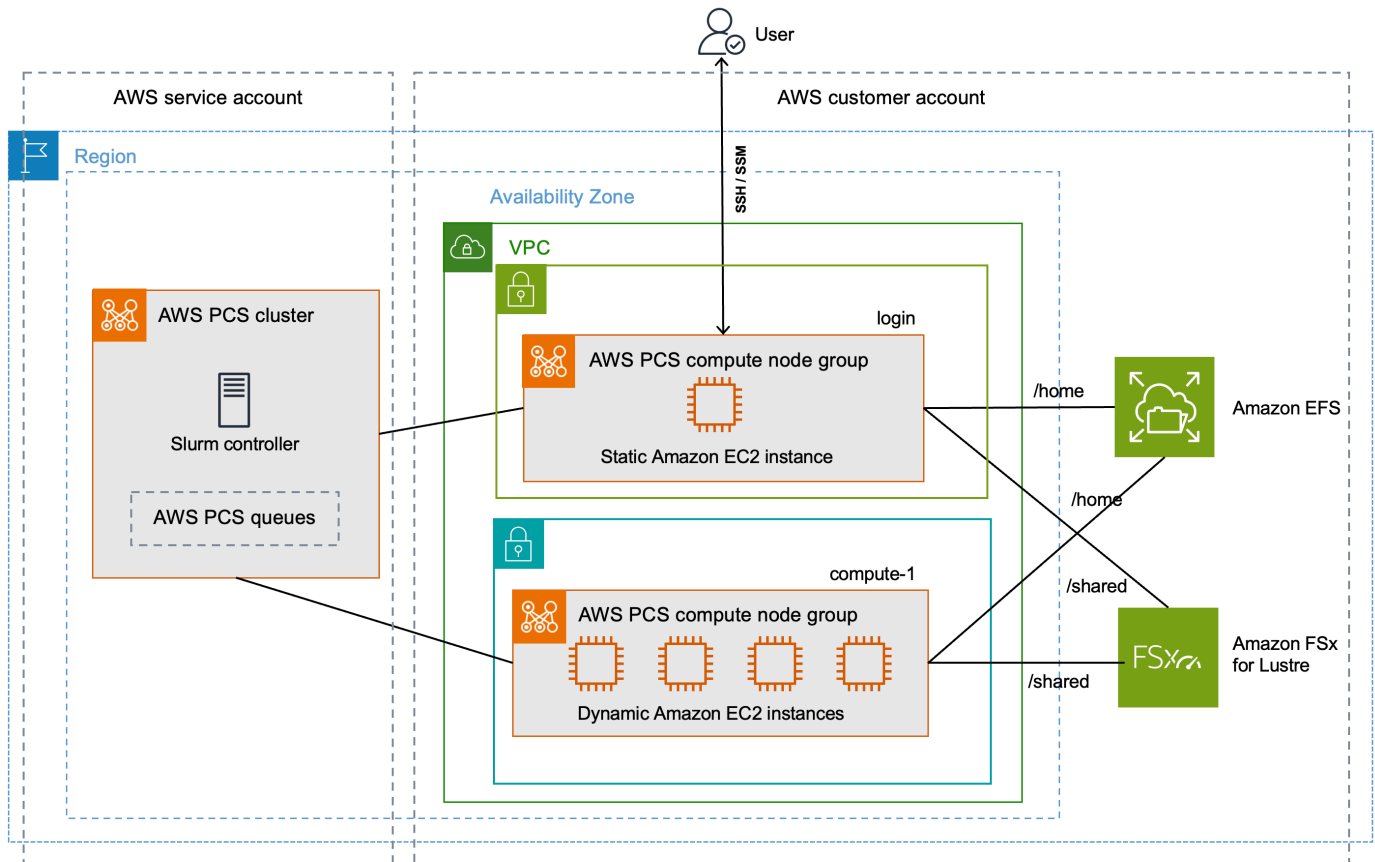 User
AWS service account
AWS customer account
Region
SSH / SSM
Availability Zone
VPC
AWS PCS cluster
Slurm controller
AWS PCS queues
login
AWS PCS compute node group
Static Amazon EC2 instance
/home
Amazon EFS
/home
compute-1
AWS PCS compute node group
Dynamic Amazon EC2 instances
/shared
/shared
FSx
Amazon FSx
for Lustre